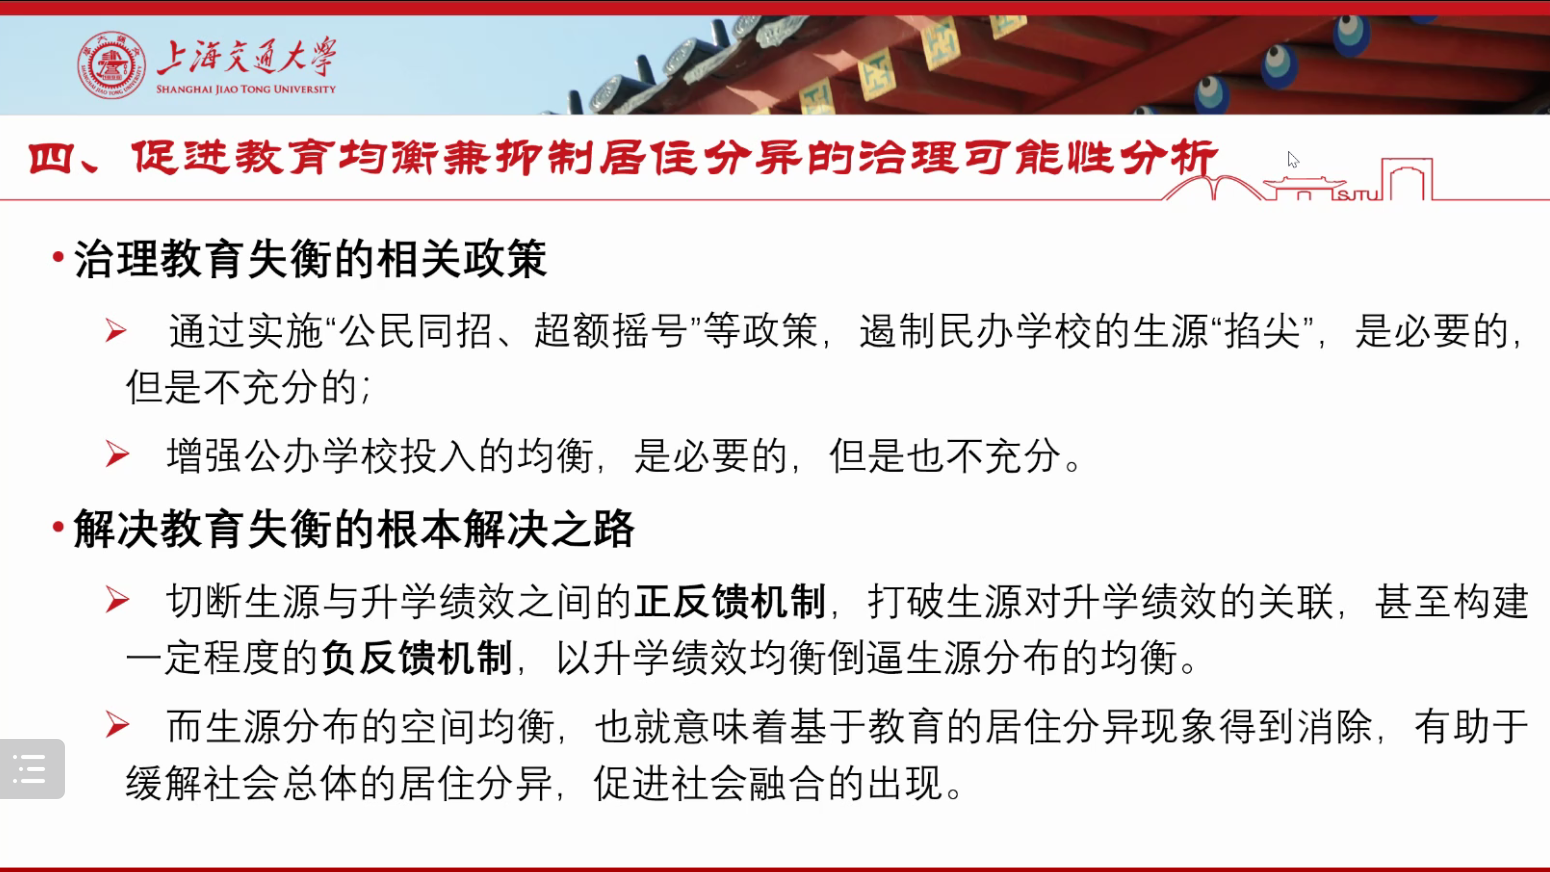 上海交通大学
SHANGHAI JIAO TONG UNIVERSITY
四、促进教育均衡兼抑制居住分异的治理可能性分析
SJTU
•治理教育失衡的相关政策
➢ 通过实施“公民同招、超额摇号”等政策，遏制民办学校的生源“掐尖”，是必要的，
但是不充分的；
➢ 增强公办学校投入的均衡，是必要的，但是也不充分。
•解决教育失衡的根本解决之路
➢ 切断生源与升学绩效之间的正反馈机制，打破生源对升学绩效的关联，甚至构建
一定程度的负反馈机制，以升学绩效均衡倒逼生源分布的均衡。
➢ 而生源分布的空间均衡，也就意味着基于教育的居住分异现象得到消除，有助于
缓解社会总体的居住分异，促进社会融合的出现。